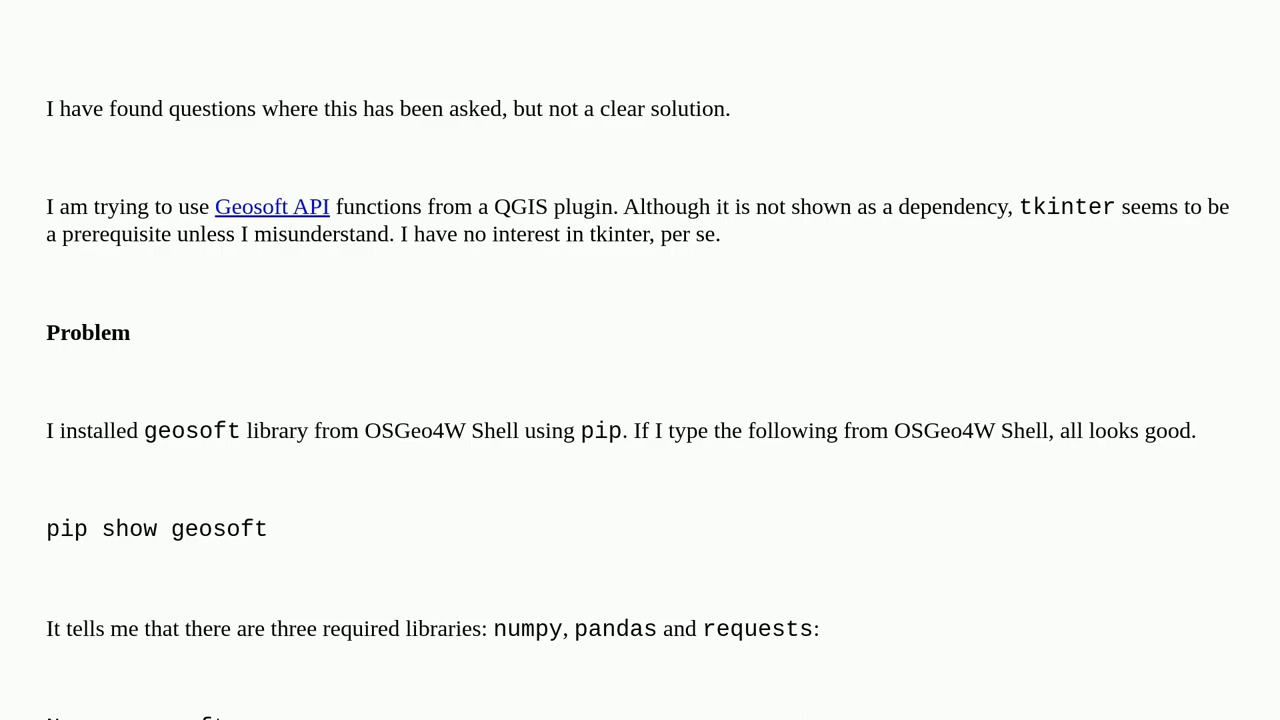 I have found questions where this has been asked, but not a clear solution.
I am trying to use Geosoft API functions from a QGIS plugin. Although it is not shown as a dependency, tkinter seems to be
a prerequisite unless I misunderstand. I have no interest in tkinter, per se.
Problem
I installed geosoft library from OSGeo4W Shell using pip. If I type the following from OSGeo4W Shell, all looks good.
pip show geosoft
It tells me that there are three required libraries: numpy, pandas and requests: